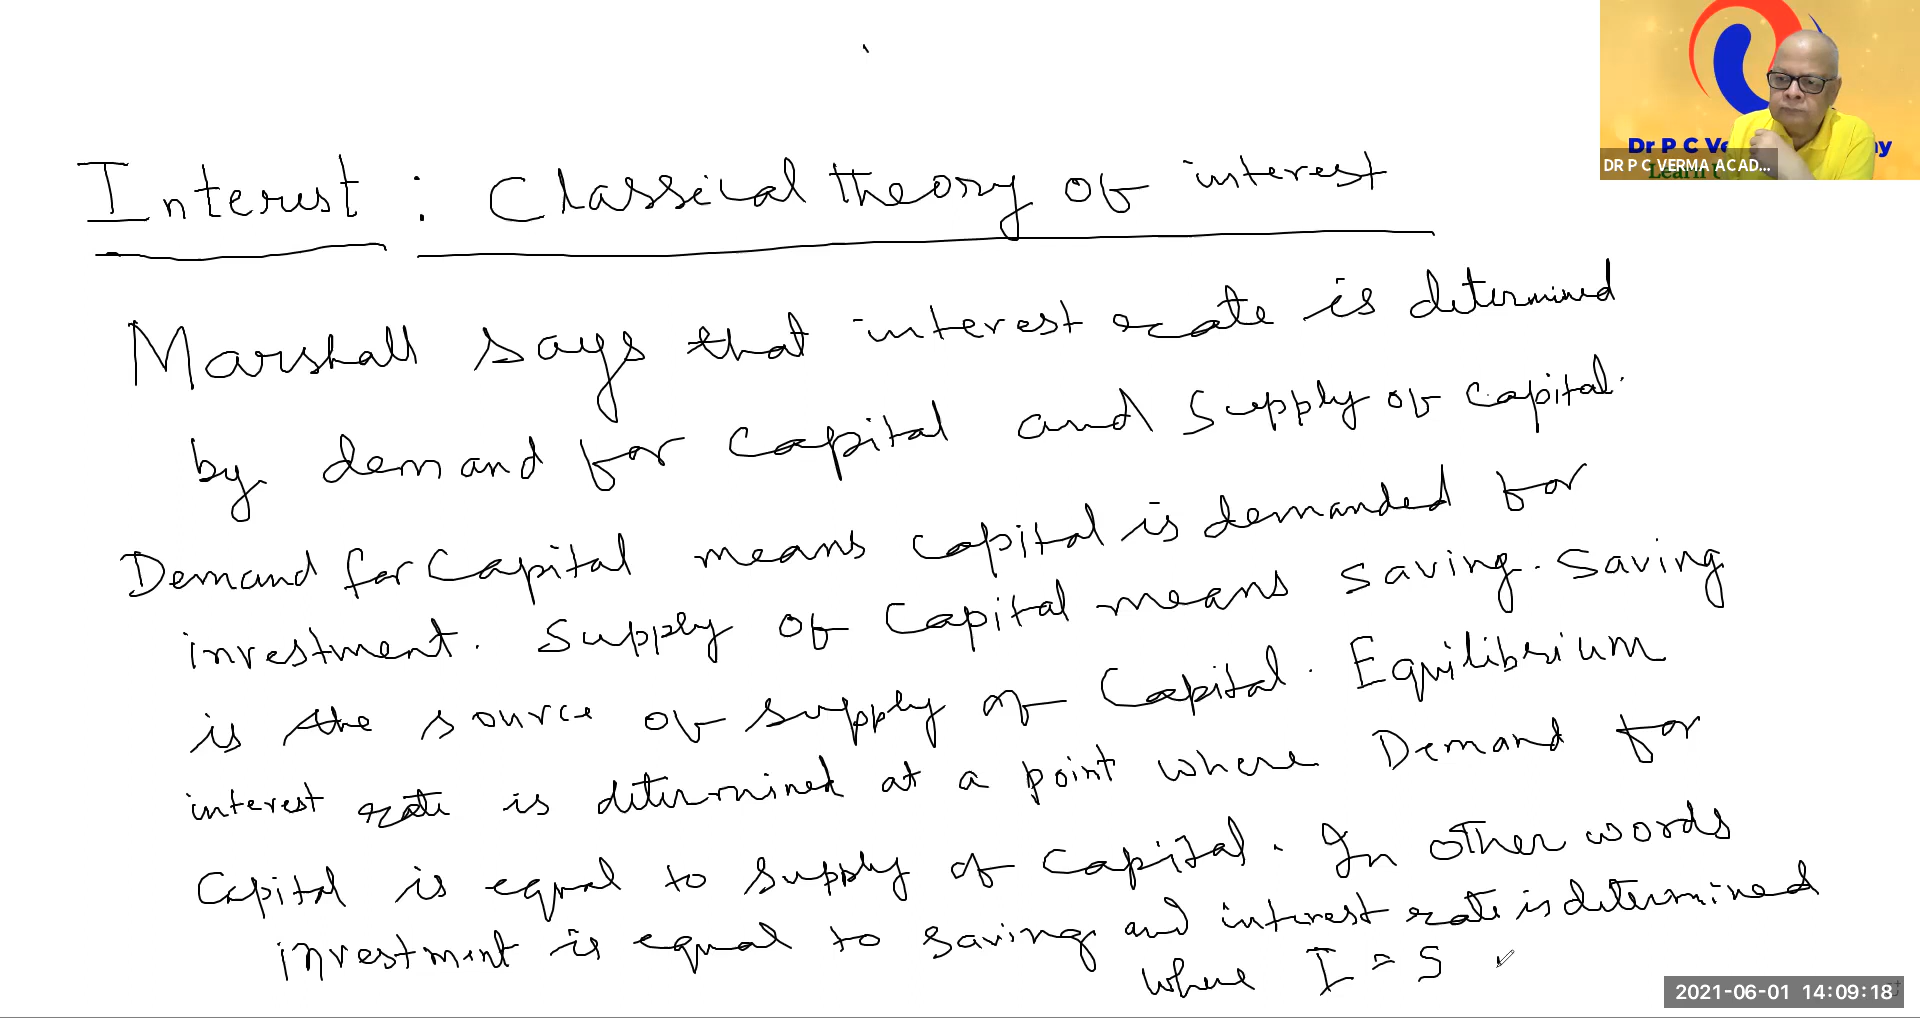 Dr P C Ve
ay
DR P C VERMA ACAD...
Interest : Classical theory of interest
Marshall says that interest rate is determined
by demand for capital and supply of capital.
Demand for Capital means capital is demanded for
investment. Supply of Capital means saving. Saving
is the source of supply of Capital. Equilibrium
interest rate is determined at a point where Demand for
Capital is equal to supply of Capital. In other words
investment is equal to saving and interest rate is determined
where I = S
2021-06-01 14:09:18